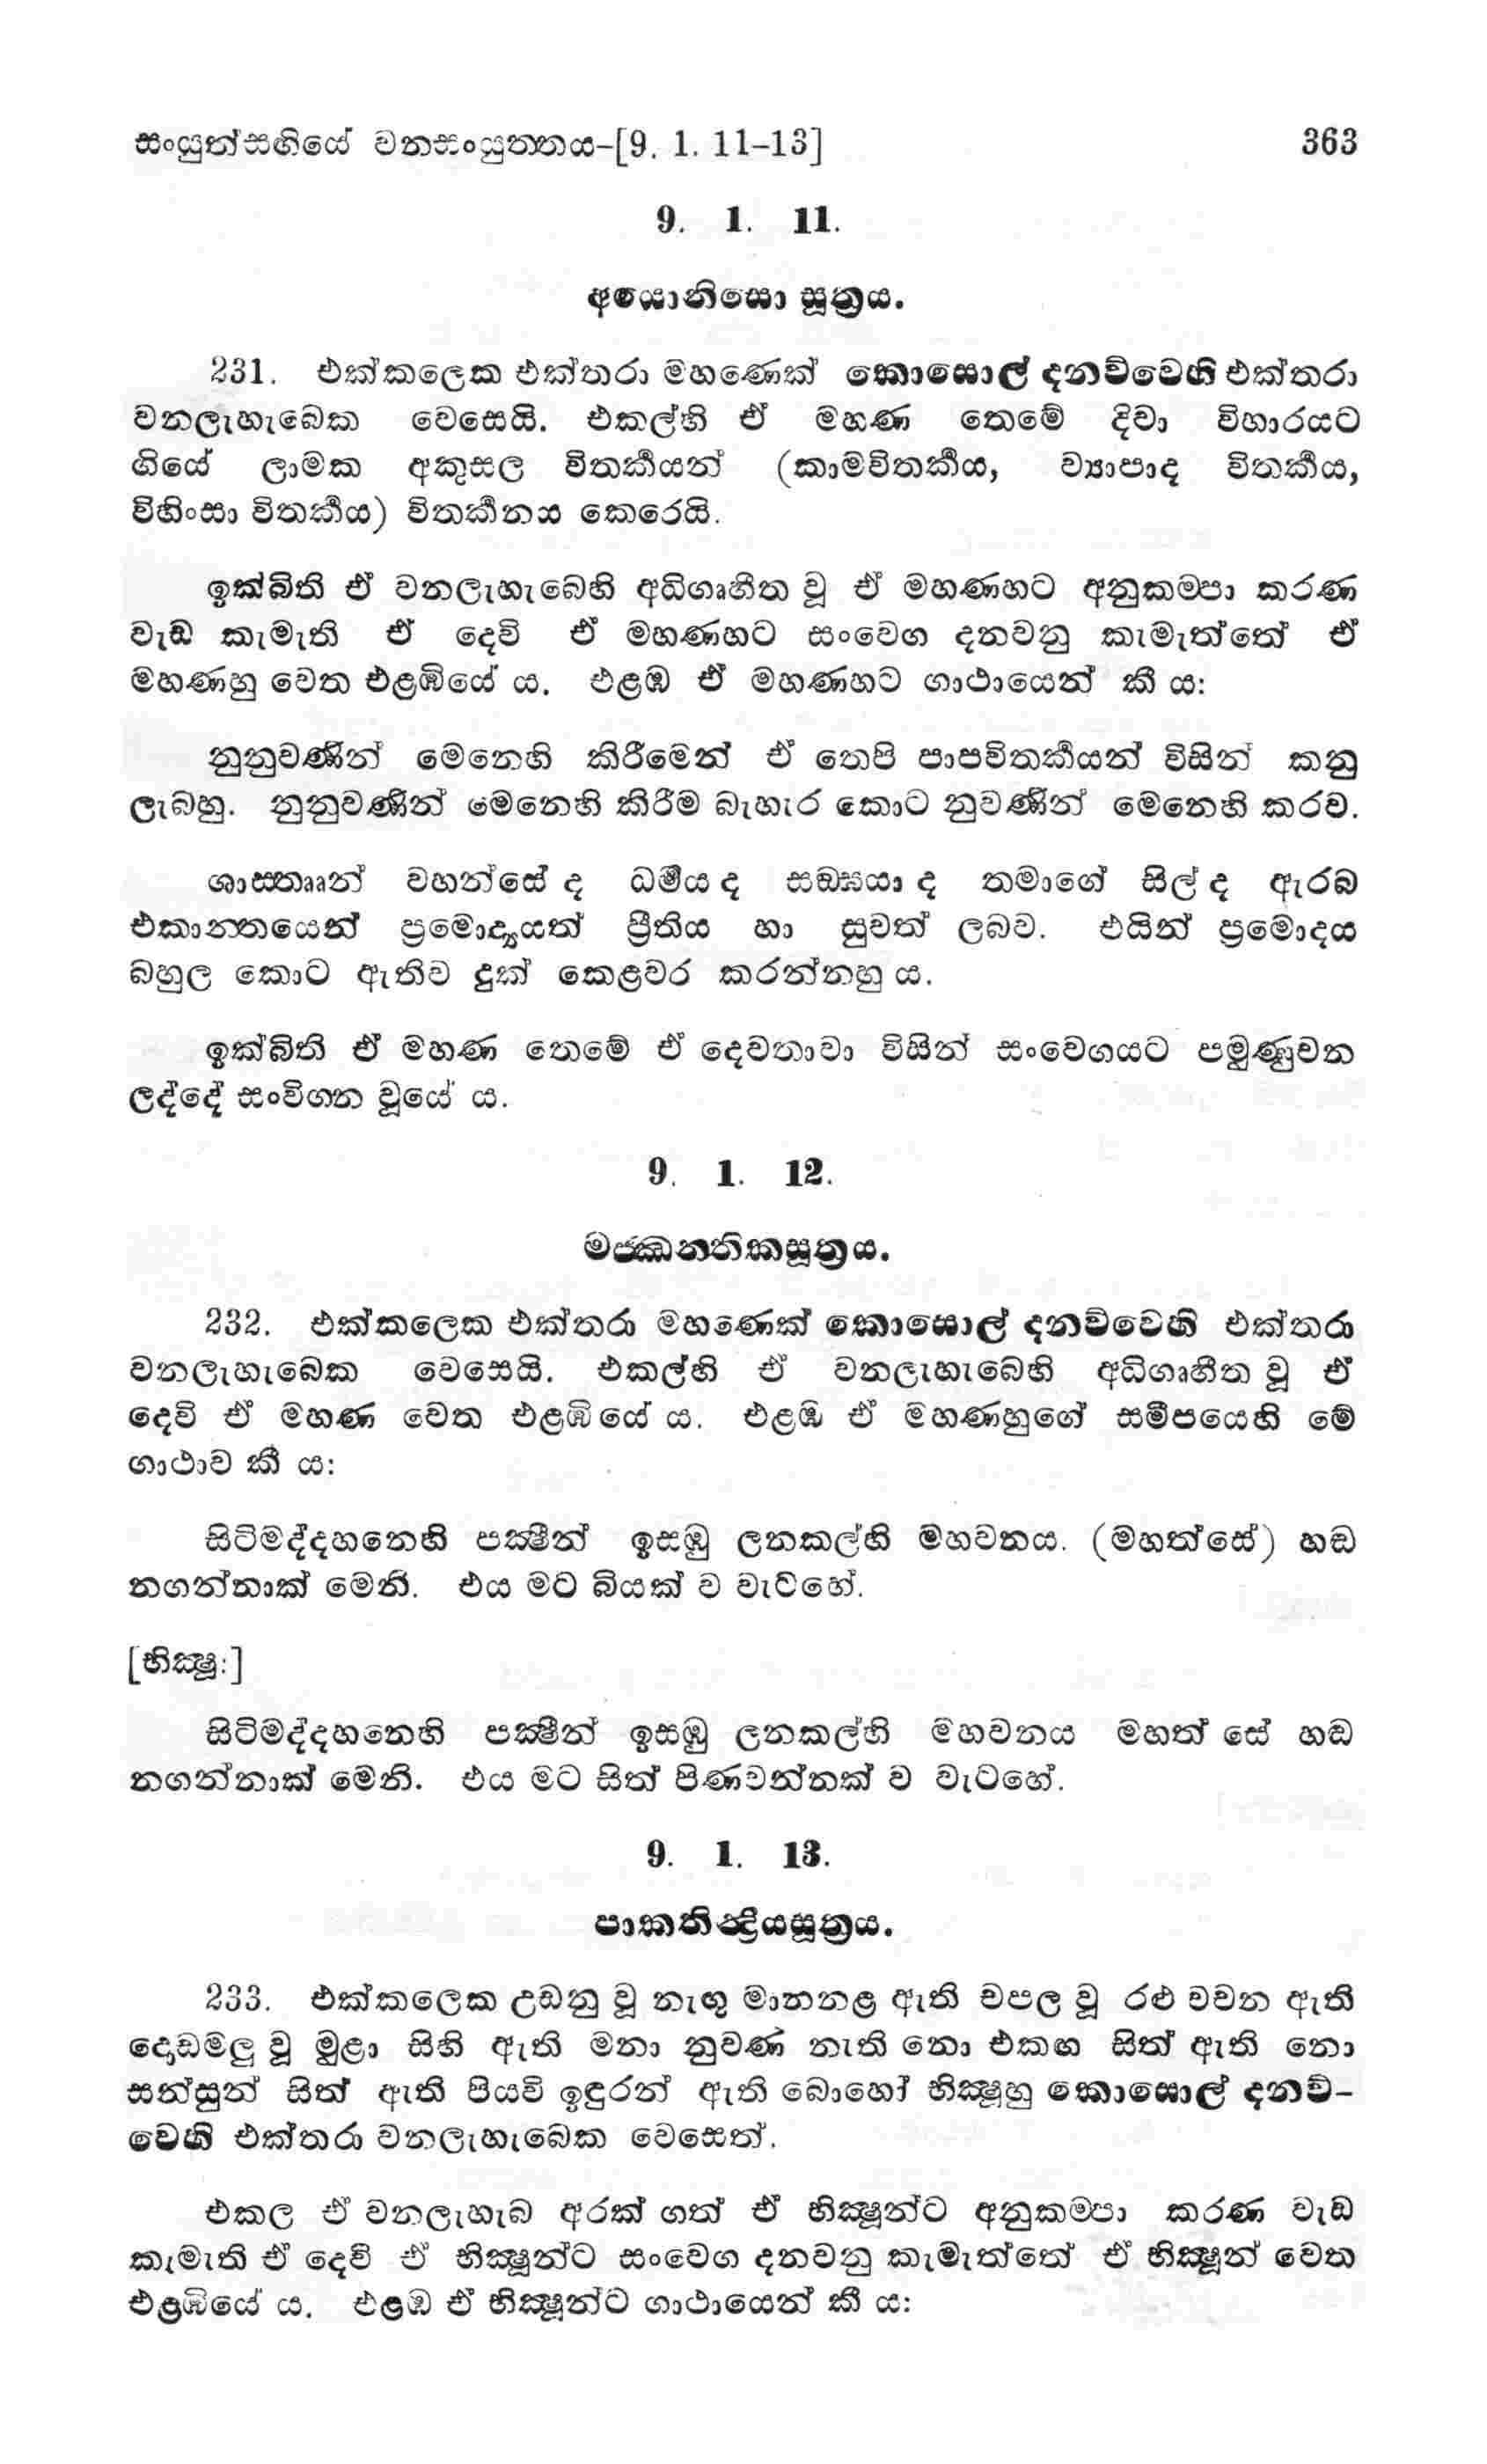 සංයුත්සඟියේ වනසංයුත්තය-[9. 1. 11-13] 363
9. 1. 11.
අයොනිසො සූත්‍රය.
231. එක්කලෙක එක්තරා මහණෙක් කොසොල් දනව්වෙහි එක්තරා
වනලැහැබෙක වෙසෙයි. එකල්හි ඒ මහණ තෙමේ දිවා විහාරයට
ගියේ ලාමක අකුසල විතර්කයන් (කාමවිතර්කය, ව්‍යාපාද විතර්කය,
විහිංසා විතර්කය) විතර්කනය කෙරෙයි.
ඉක්බිති ඒ වනලැහැබෙහි අධිගෘහීත වූ ඒ මහණහට අනුකම්පා කරණ
වැඩ කැමැති ඒ දෙවි ඒ මහණහට සංවෙග දනවනු කැමැත්තේ ඒ
මහණහු වෙත එළඹියේ ය. එළඹ ඒ මහණහට ගාථායෙන් කී ය:
නුනුවණින් මෙනෙහි කිරීමෙන් ඒ තෙපි පාපවිතර්කයන් විසින් කනු
ලැබහු. නුනුවණින් මෙනෙහි කිරීම බැහැර කොට නුවණින් මෙනෙහි කරව.
ශාස්තෲන් වහන්සේ ද ධර්මය ද සඞ්ඝයා ද තමාගේ සිල් ද ඇරබ
එකාන්තයෙන් ප්‍රමොද්‍යයත් ප්‍රීතිය හා සුවත් ලබව. එයින් ප්‍රමොදය
බහුල කොට ඇතිව දුක් කෙළවර කරන්නහු ය.
ඉක්බිති ඒ මහණ තෙමේ ඒ දෙවතාවා විසින් සංවෙගයට පමුණුවන
ලද්දේ සංවිග්න වූයේ ය.
9. 1. 12.
මජ්ඣන්තිකසූත්‍රය.
232. එක්කලෙක එක්තරා මහණෙක් කොසොල් දනව්වෙහි එක්තරා
වනලැහැබෙක වෙසෙයි. එකල්හි ඒ වනලැහැබෙහි අධිගෘහීත වූ ඒ
දෙවි ඒ මහණ වෙත එළඹියේ ය. එළඹ ඒ මහණහුගේ සමීපයෙහි මේ
ගාථාව කී ය:
සිටිමද්දහනෙහි පක්ෂීන් ඉසඹු ලනකල්හි මහවනය. (මහත්සේ) හඬ
නගන්නාක් මෙනි. එය මට බියක් ව වැටහේ.
[භික්ෂු:]
සිටිමද්දහනෙහි පක්ෂීන් ඉසඹු ලනකල්හි මහවනය මහත් සේ හඬ
නගන්නාක් මෙනි. එය මට සිත් පිණවන්නක් ව වැටහේ.
9. 1. 13.
පාකතින්ද්‍රියසූත්‍රය.
233. එක්කලෙක උඩනු වූ නැඟූ මානනළ ඇති චපල වූ රළු වචන ඇති
දොඩමලු වූ මුළා සිහි ඇති මනා නුවණ නැති නො එකඟ සිත් ඇති නො
සන්සුන් සිත් ඇති පියවි ඉඳුරන් ඇති බොහෝ භික්ෂූහු කොසොල් දනව්-
වෙහි එක්තරා වනලැහැබෙක වෙසෙත්.
එකල ඒ වනලැහැබ අරක් ගත් ඒ භික්ෂූන්ට අනුකම්පා කරණ වැඩ
කැමැති ඒ දෙවි ඒ භික්ෂූන්ට සංවෙග දනවනු කැමැත්තේ ඒ භික්ෂූන් වෙත
එළඹියේ ය. එළඹ ඒ භික්ෂූන්ට ගාථායෙන් කී ය: